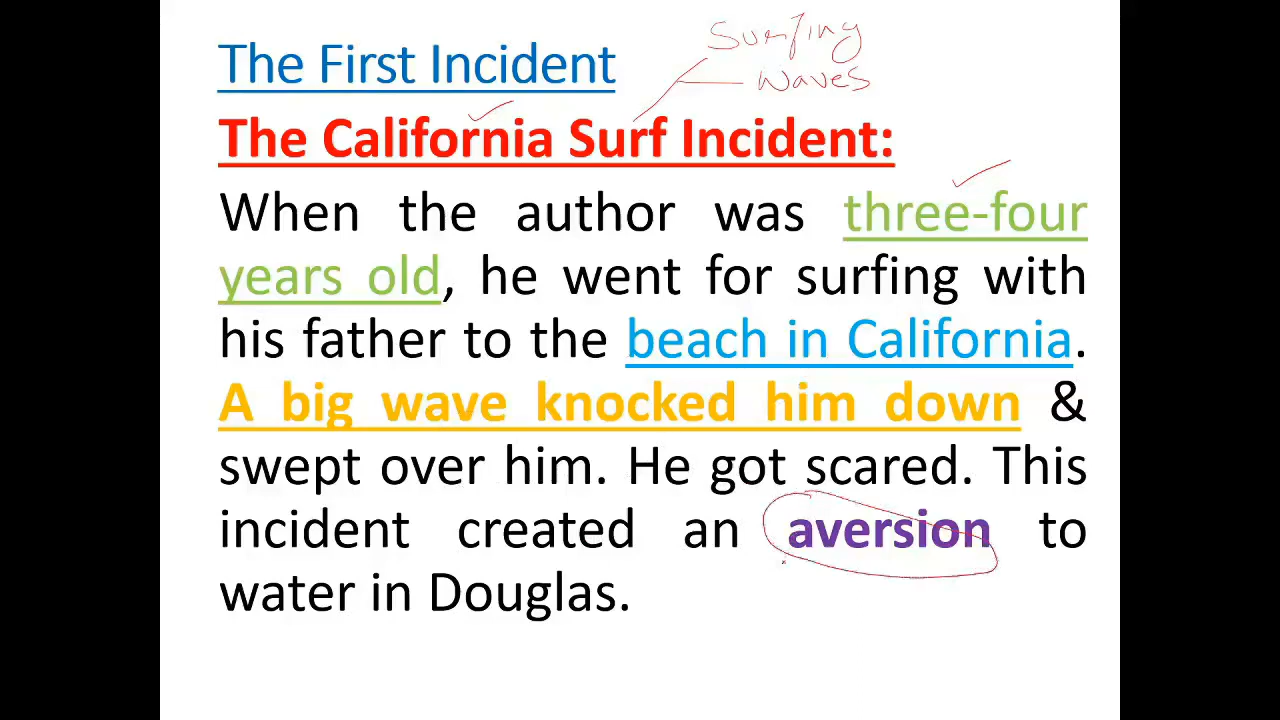 Surfing
The First Incident
waves
The California Surf Incident:
When the author was three-four
years old, he went for surfing with
his father to the beach in California.
A big wave knocked him down &
swept over him. He got scared. This
incident created an aversion to
water in Douglas.